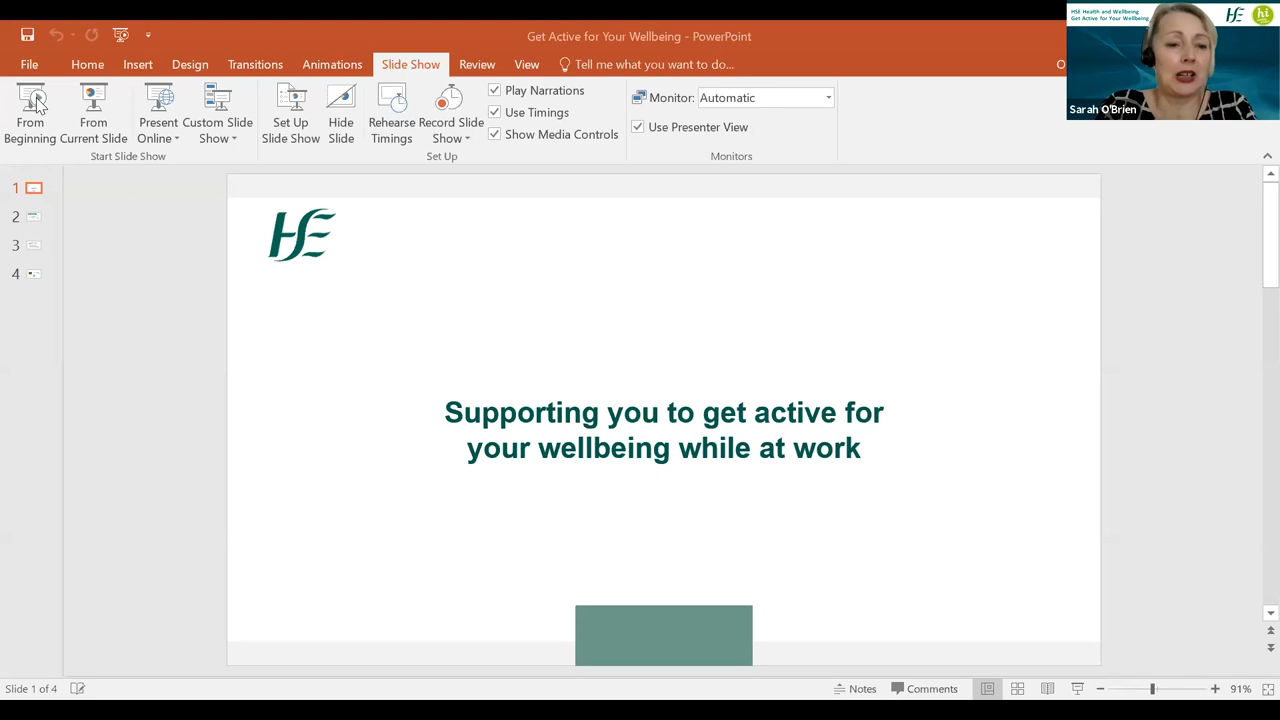 Get Active for Your Wellbeing - PowerPoint
HSE Health and Wellbeing
Get Active for Your Wellbeing
hi
File Home Insert Design Transitions Animations Slide Show Review View Tell me what you want to do... O
Sarah O'Brien
From Beginning
From Current Slide
Present Online
Custom Slide Show
Start Slide Show
Set Up Slide Show
Hide Slide
Rehearse Timings
Record Slide Show
Play Narrations
Use Timings
Show Media Controls
Set Up
Monitor: Automatic
Use Presenter View
Monitors
1
2
3
4
HSE
Supporting you to get active for
your wellbeing while at work
Slide 1 of 4
Notes Comments 91%